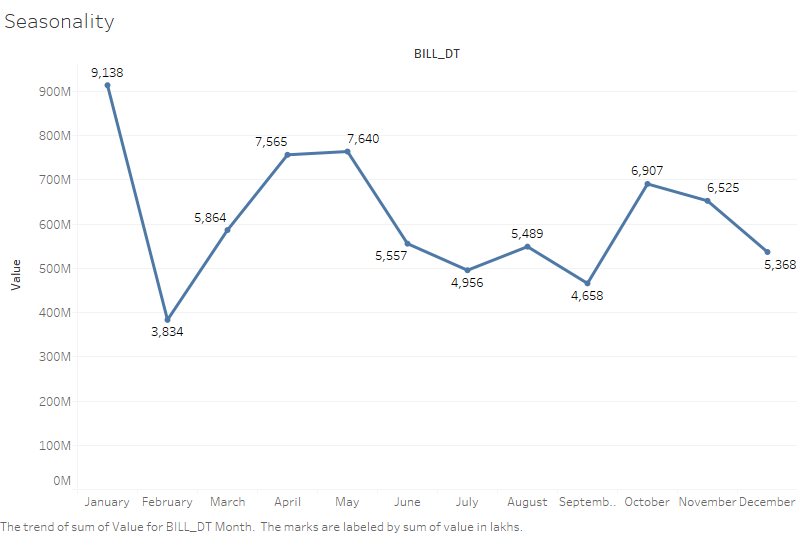 Seasonality
BILL_DT
9,138
900M
800M
7,565
7,640
700M
6,907
6,525
600M
5,864
5,557
5,489
5,368
500M
4,956
4,658
400M
3,834
300M
200M
100M
0M
Value
January February March April May June July August Septemb.. October November December
The trend of sum of Value for BILL_DT Month. The marks are labeled by sum of value in lakhs.